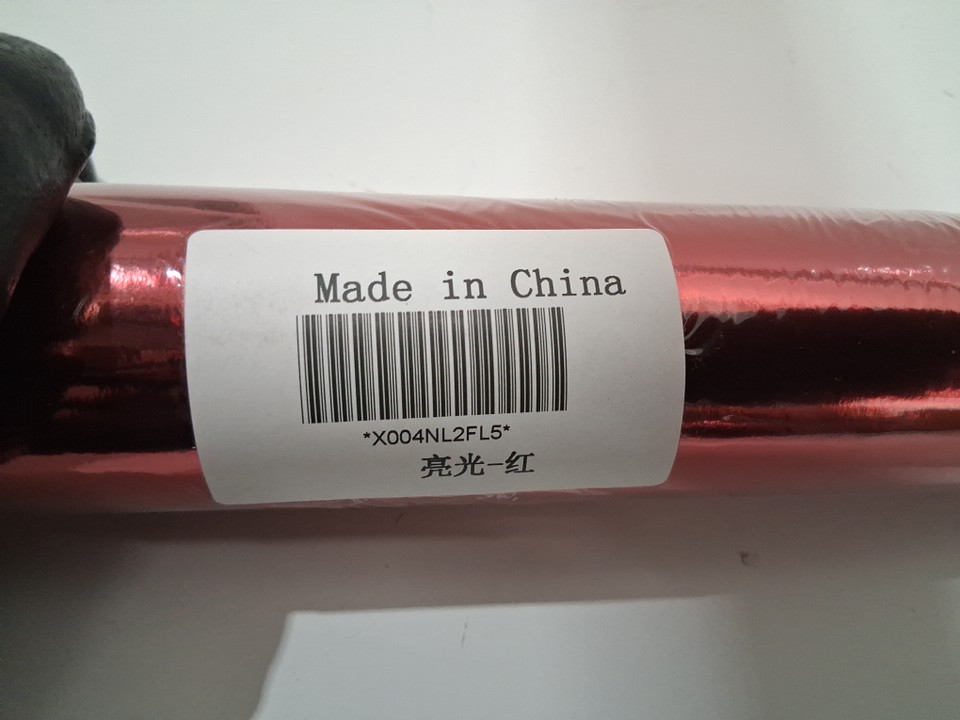 Made in China
*X004NL2FL5*
亮光-红